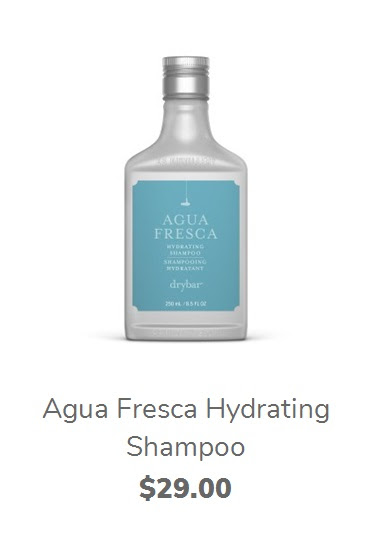 AGUA
FRESCA
HYDRATING
SHAMPOO
SHAMPOOING
HYDRATANT
drybar
250 mL / 8.5 FL OZ
Agua Fresca Hydrating
Shampoo
$29.00